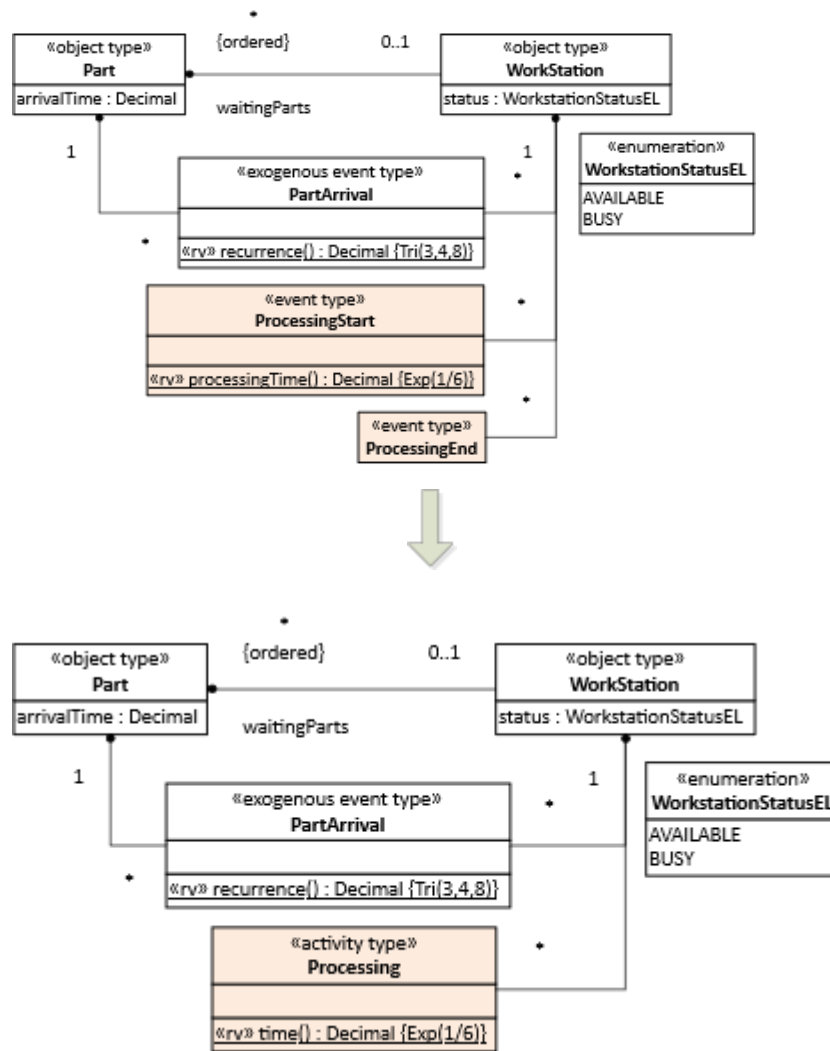 *
{ordered}
0..1
«object type»
Part
arrivalTime : Decimal
«object type»
WorkStation
status : WorkstationStatusEL
waitingParts
1
1
«enumeration»
WorkstationStatusEL
AVAILABLE
BUSY
«exogenous event type»
PartArrival
*
*
«rv» recurrence() : Decimal {Tri(3,4,8)}
«event type»
ProcessingStart
*
«rv» processingTime() : Decimal {Exp(1/6)}
*
«event type»
ProcessingEnd
*
{ordered}
0..1
«object type»
Part
arrivalTime : Decimal
«object type»
WorkStation
status : WorkstationStatusEL
waitingParts
1
1
«enumeration»
WorkstationStatusEL
AVAILABLE
BUSY
«exogenous event type»
PartArrival
*
*
«rv» recurrence() : Decimal {Tri(3,4,8)}
«activity type»
Processing
*
«rv» time() : Decimal {Exp(1/6)}